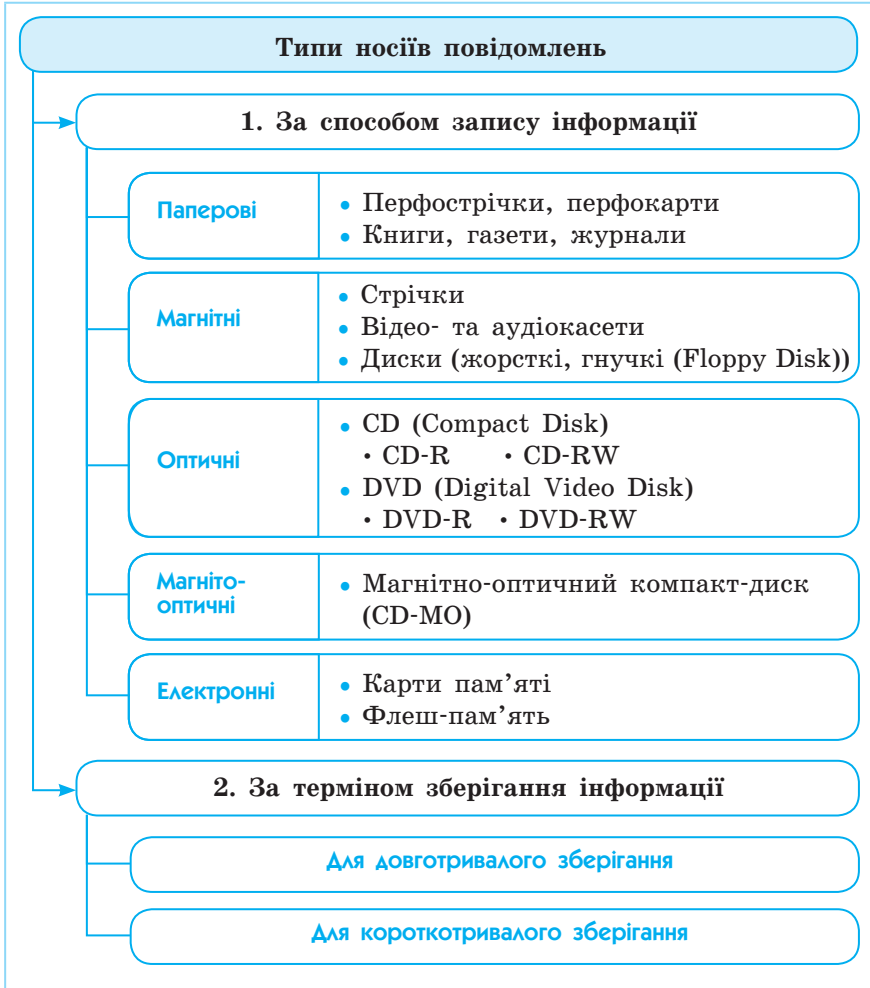 Типи носіїв повідомлень
1. За способом запису інформації
Паперові
• Перфострічки, перфокарти
• Книги, газети, журнали
Магнітні
• Стрічки
• Відео- та аудіокасети
• Диски (жорсткі, гнучкі (Floppy Disk))
Оптичні
• CD (Compact Disk)
• CD-R • CD-RW
• DVD (Digital Video Disk)
• DVD-R • DVD-RW
Магніто-
оптичні
• Магнітно-оптичний компакт-диск
(CD-MO)
Електронні
• Карти пам’яті
• Флеш-пам’ять
2. За терміном зберігання інформації
Для довготривалого зберігання
Для короткотривалого зберігання